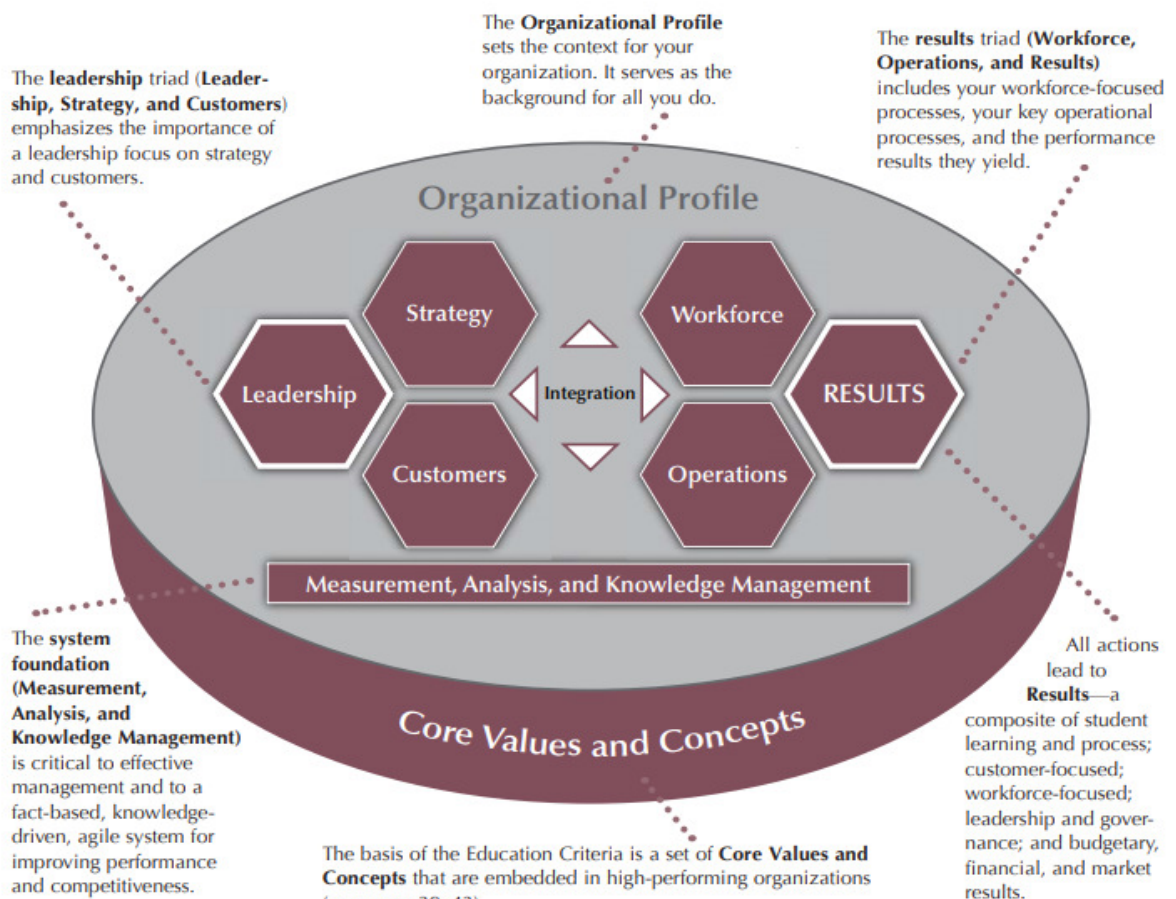 The Organizational Profile
sets the context for your
organization. It serves as the
background for all you do.
The leadership triad (Leader-
ship, Strategy, and Customers)
emphasizes the importance of
a leadership focus on strategy
and customers.
The results triad (Workforce,
Operations, and Results)
includes your workforce-focused
processes, your key operational
processes, and the performance
results they yield.
Organizational Profile
Strategy
Workforce
Leadership
Integration
RESULTS
Customers
Operations
Measurement, Analysis, and Knowledge Management
Core Values and Concepts
The system
foundation
(Measurement,
Analysis, and
Knowledge Management)
is critical to effective
management and to a
fact-based, knowledge-
driven, agile system for
improving performance
and competitiveness.
All actions
lead to
Results—a
composite of student
learning and process;
customer-focused;
workforce-focused;
leadership and gover-
nance; and budgetary,
financial, and market
results.
The basis of the Education Criteria is a set of Core Values and
Concepts that are embedded in high-performing organizations